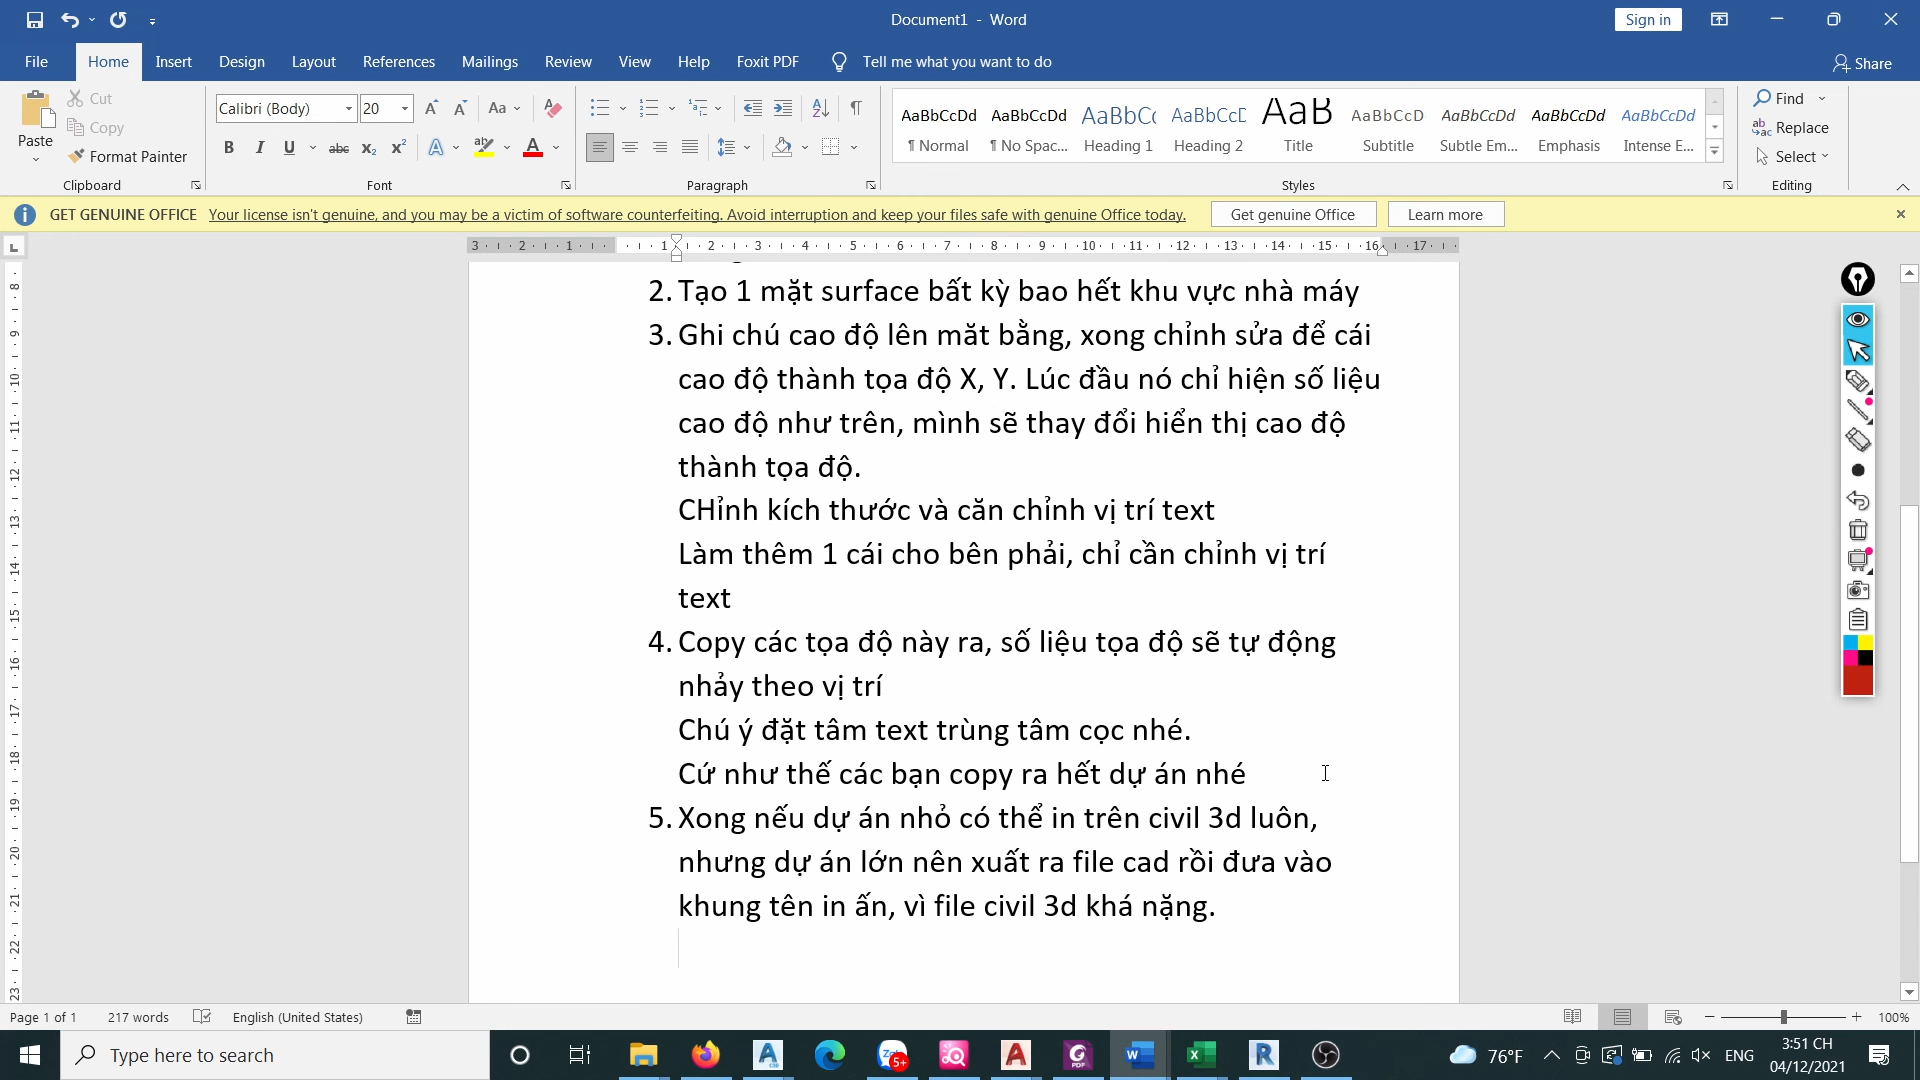 Document1 - Word
Sign in
File Home Insert Design Layout References Mailings Review View Help Foxit PDF Tell me what you want to do Share
Paste
Cut
Copy
Format Painter
Clipboard
Calibri (Body) 20
Font
Paragraph
AaBbCcDd AaBbCcDd AaBbCc AaBbCcD AaB AaBbCcD AaBbCcDd AaBbCcDd AaBbCcDd
¶ Normal ¶ No Spac... Heading 1 Heading 2 Title Subtitle Subtle Em... Emphasis Intense E...
Styles
Find
Replace
Select
Editing
GET GENUINE OFFICE Your license isn't genuine, and you may be a victim of software counterfeiting. Avoid interruption and keep your files safe with genuine Office today. Get genuine Office Learn more
2. Tạo 1 mặt surface bất kỳ bao hết khu vực nhà máy
3. Ghi chú cao độ lên măt bằng, xong chỉnh sửa để cái
cao độ thành tọa độ X, Y. Lúc đầu nó chỉ hiện số liệu
cao độ như trên, mình sẽ thay đổi hiển thị cao độ
thành tọa độ.
CHỉnh kích thước và căn chỉnh vị trí text
Làm thêm 1 cái cho bên phải, chỉ cần chỉnh vị trí
text
4. Copy các tọa độ này ra, số liệu tọa độ sẽ tự động
nhảy theo vị trí
Chú ý đặt tâm text trùng tâm cọc nhé.
Cứ như thế các bạn copy ra hết dự án nhé
5. Xong nếu dự án nhỏ có thể in trên civil 3d luôn,
nhưng dự án lớn nên xuất ra file cad rồi đưa vào
khung tên in ấn, vì file civil 3d khá nặng.
Page 1 of 1 217 words English (United States) 100%
Type here to search
76°F ENG
3:51 CH
04/12/2021